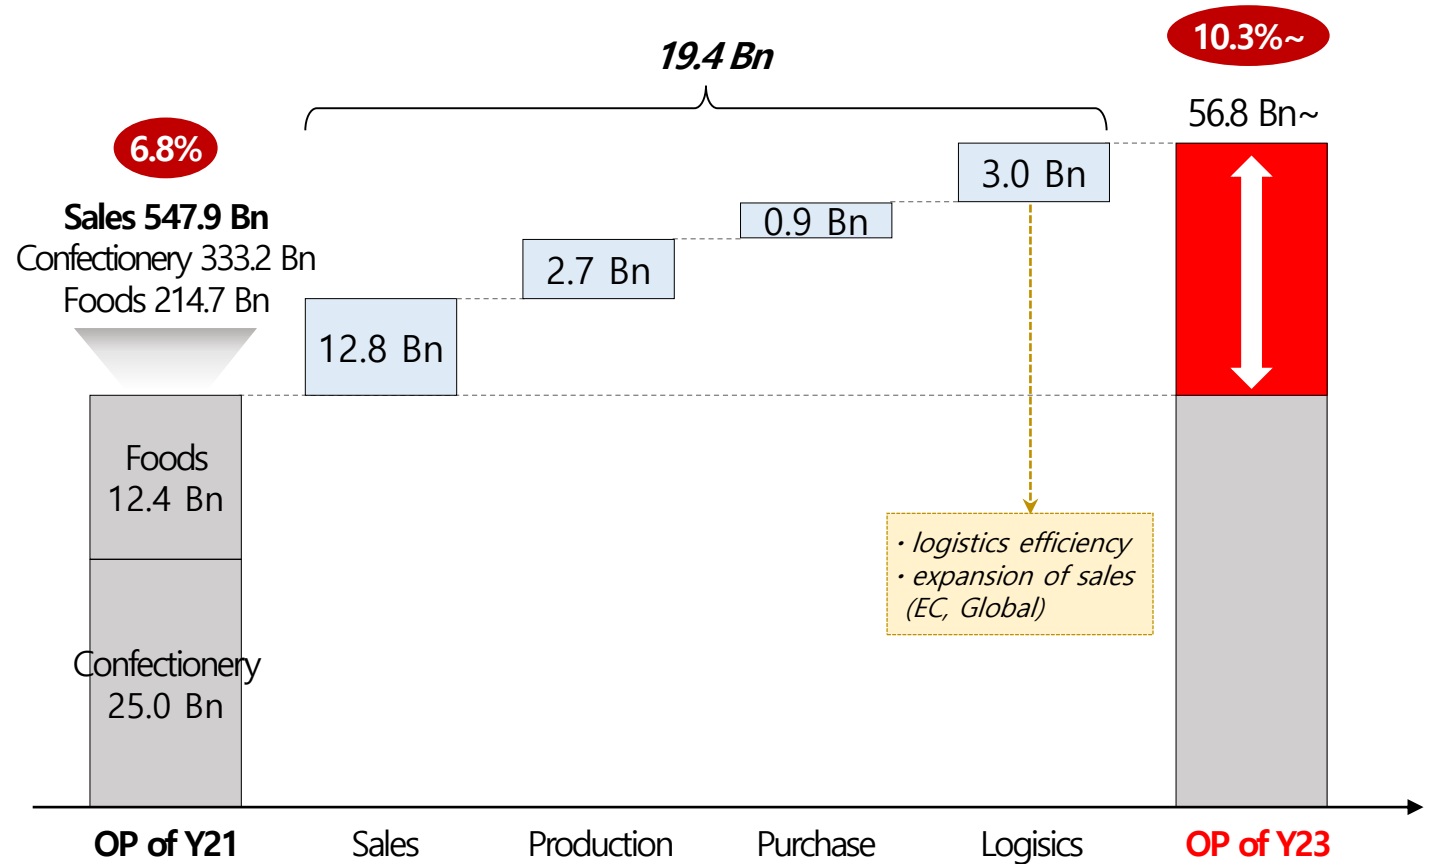 10.3%~
19.4 Bn
56.8 Bn~
6.8%
Sales 547.9 Bn
Confectionery 333.2 Bn
Foods 214.7 Bn
3.0 Bn
0.9 Bn
2.7 Bn
12.8 Bn
Foods
12.4 Bn
· logistics efficiency
· expansion of sales
(EC, Global)
Confectionery
25.0 Bn
OP of Y21
Sales
Production
Purchase
Logisics
OP of Y23